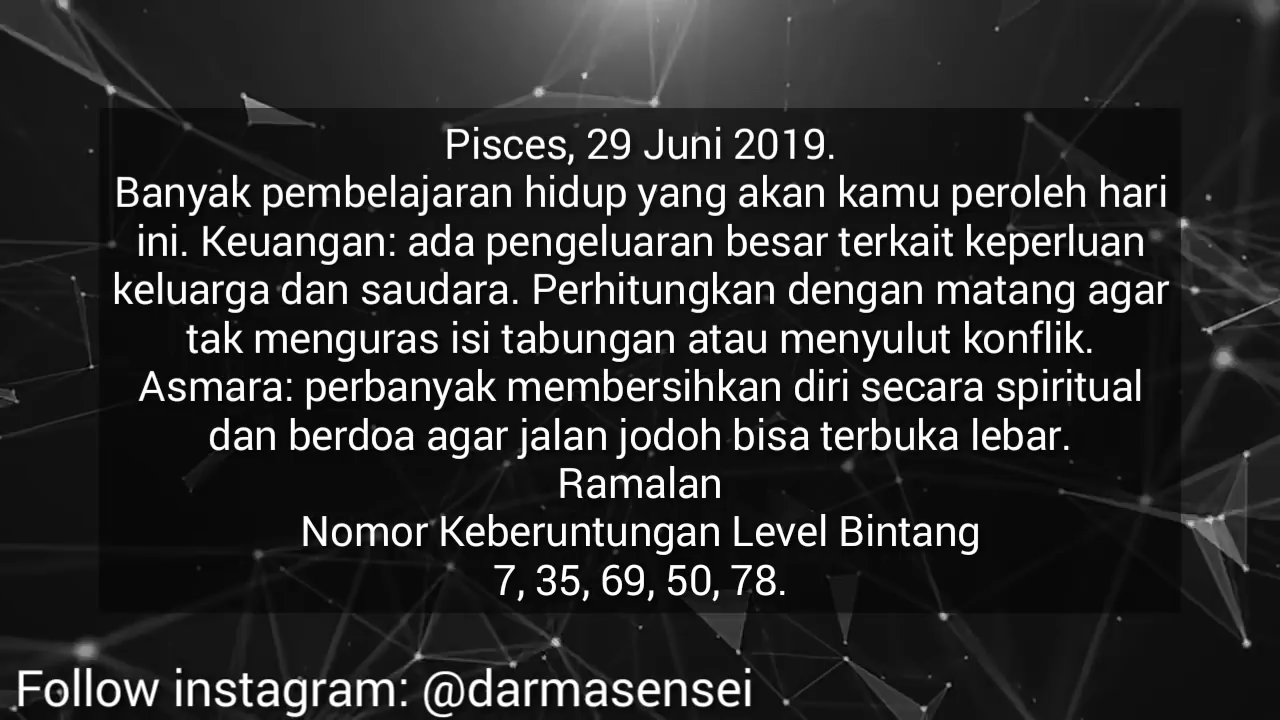 Pisces, 29 Juni 2019.
Banyak pembelajaran hidup yang akan kamu peroleh hari
ini. Keuangan: ada pengeluaran besar terkait keperluan
keluarga dan saudara. Perhitungkan dengan matang agar
tak menguras isi tabungan atau menyulut konflik.
Asmara: perbanyak membersihkan diri secara spiritual
dan berdoa agar jalan jodoh bisa terbuka lebar.
Ramalan
Nomor Keberuntungan Level Bintang
7, 35, 69, 50, 78.
Follow instagram: @darmasensei